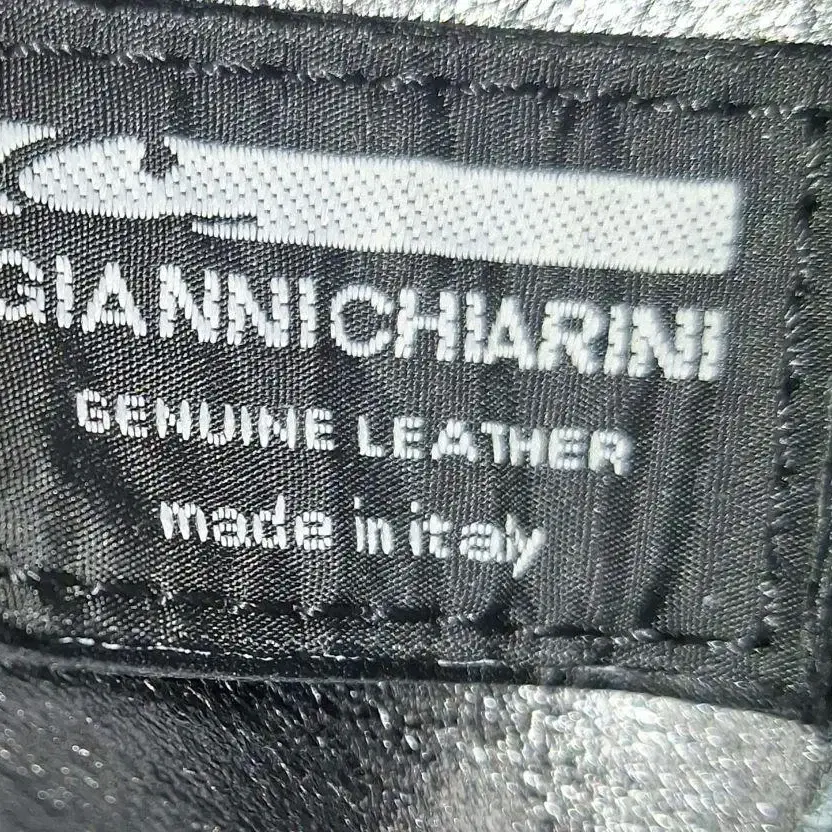 GIANNI CHIARINI
GENUINE LEATHER
made in italy